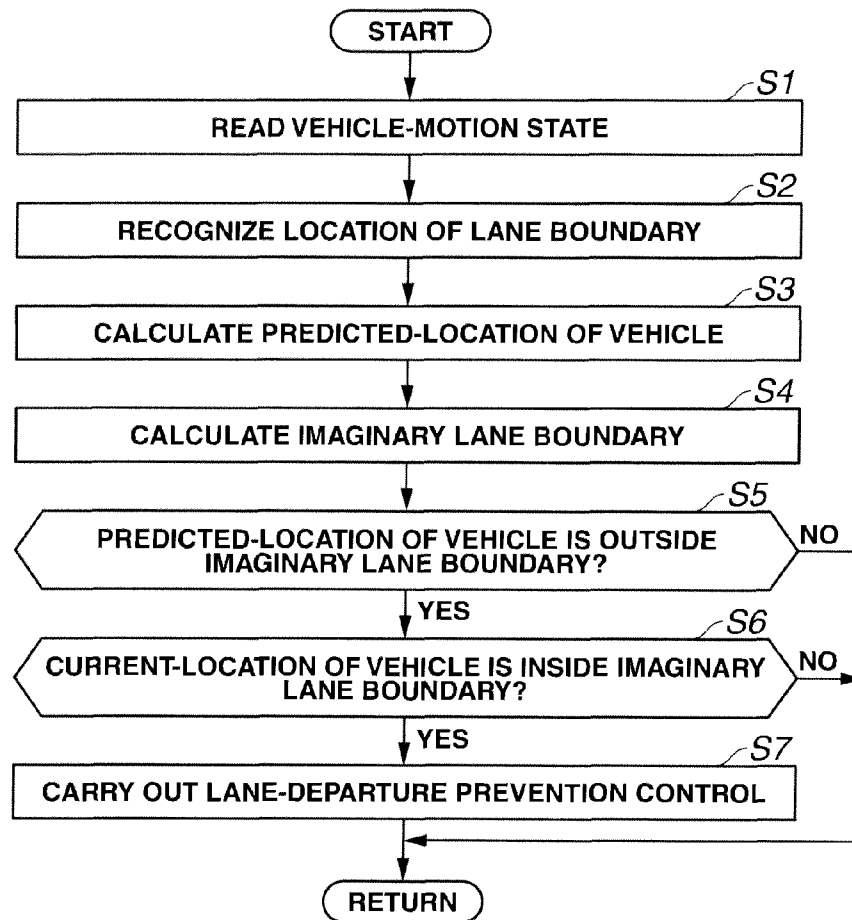 START
S1
READ VEHICLE-MOTION STATE
S2
RECOGNIZE LOCATION OF LANE BOUNDARY
S3
CALCULATE PREDICTED-LOCATION OF VEHICLE
S4
CALCULATE IMAGINARY LANE BOUNDARY
S5
PREDICTED-LOCATION OF VEHICLE IS OUTSIDE
IMAGINARY LANE BOUNDARY?
NO
YES
S6
CURRENT-LOCATION OF VEHICLE IS INSIDE IMAGINARY
LANE BOUNDARY?
NO
YES
S7
CARRY OUT LANE-DEPARTURE PREVENTION CONTROL
RETURN